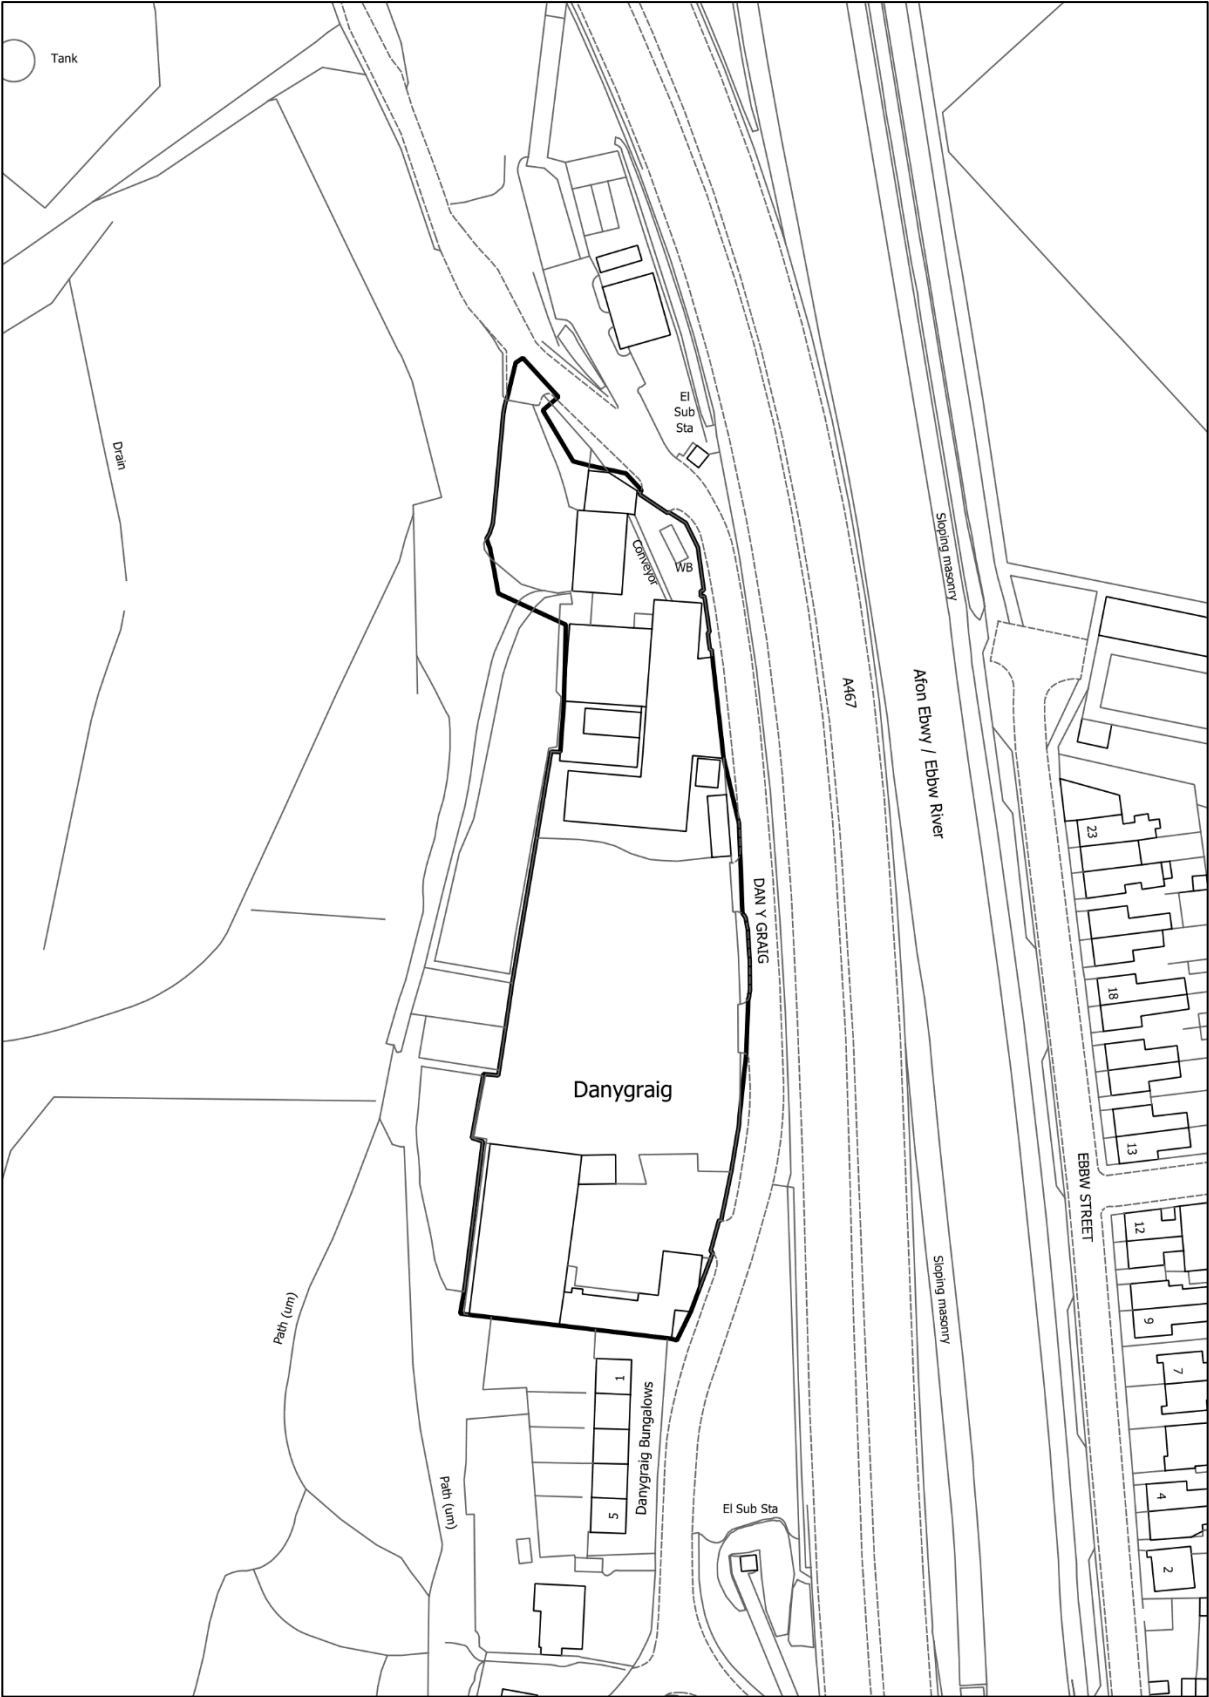 Tank
El
Sub
Sta
Drain
Sloping masonry
Conveyor
WB
A467
Afon Ebwy / Ebbw River
23
DAN Y GRAIG
18
Danygraig
13
EBBW STREET
12
Sloping masonry
Path (um)
9
7
1
Danygraig Bungalows
Path (um)
4
El Sub Sta
5
2